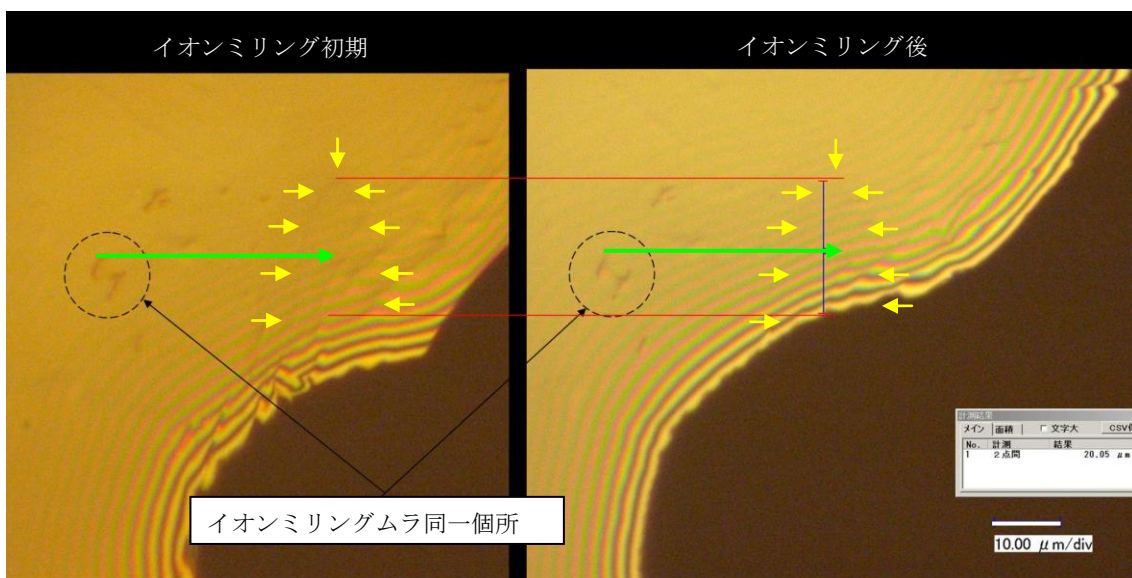 イオンミリング初期
イオンミリング後
イオンミリングムラ同一個所
計測結果
メイン 面積 文字大
No. 計測 結果
1 2点間 20.05 μm
10.00 μm/div